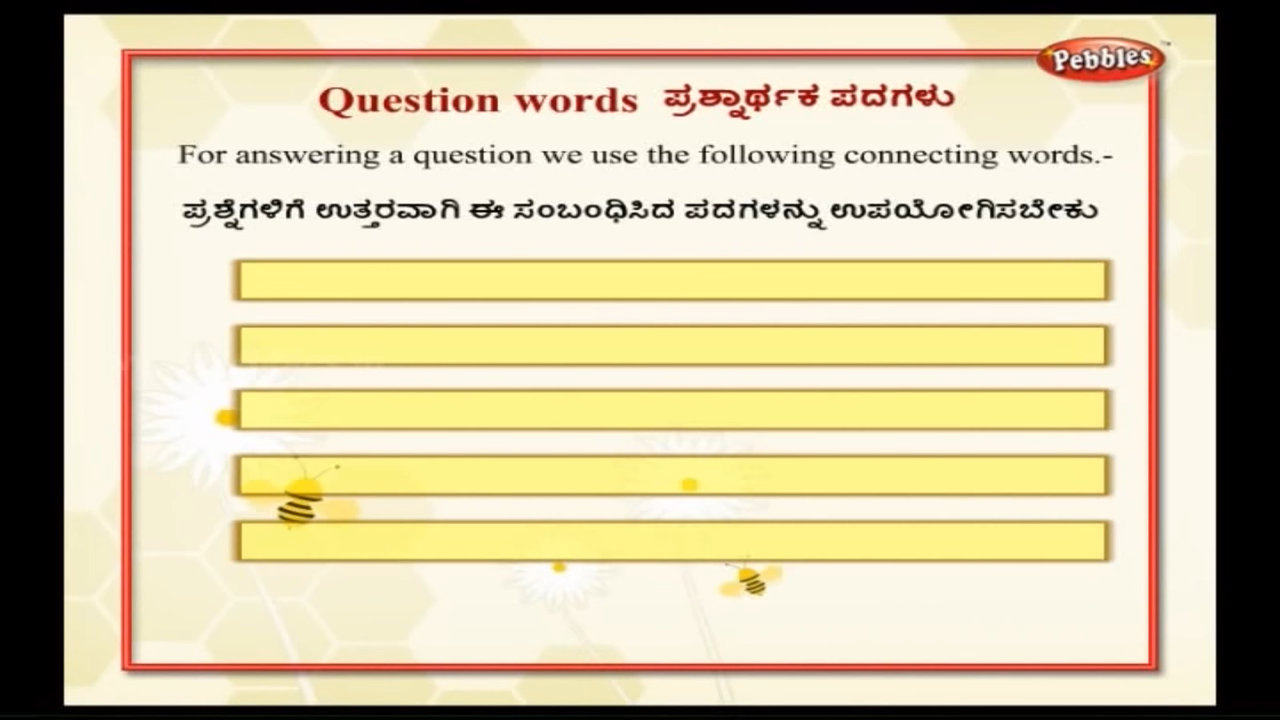 Pebbles™
Question words ಪ್ರಶ್ನಾರ್ಥಕ ಪದಗಳು
For answering a question we use the following connecting words.-
ಪ್ರಶ್ನೆಗಳಿಗೆ ಉತ್ತರವಾಗಿ ಈ ಸಂಬಂಧಿಸಿದ ಪದಗಳನ್ನು ಉಪಯೋಗಿಸಬೇಕು